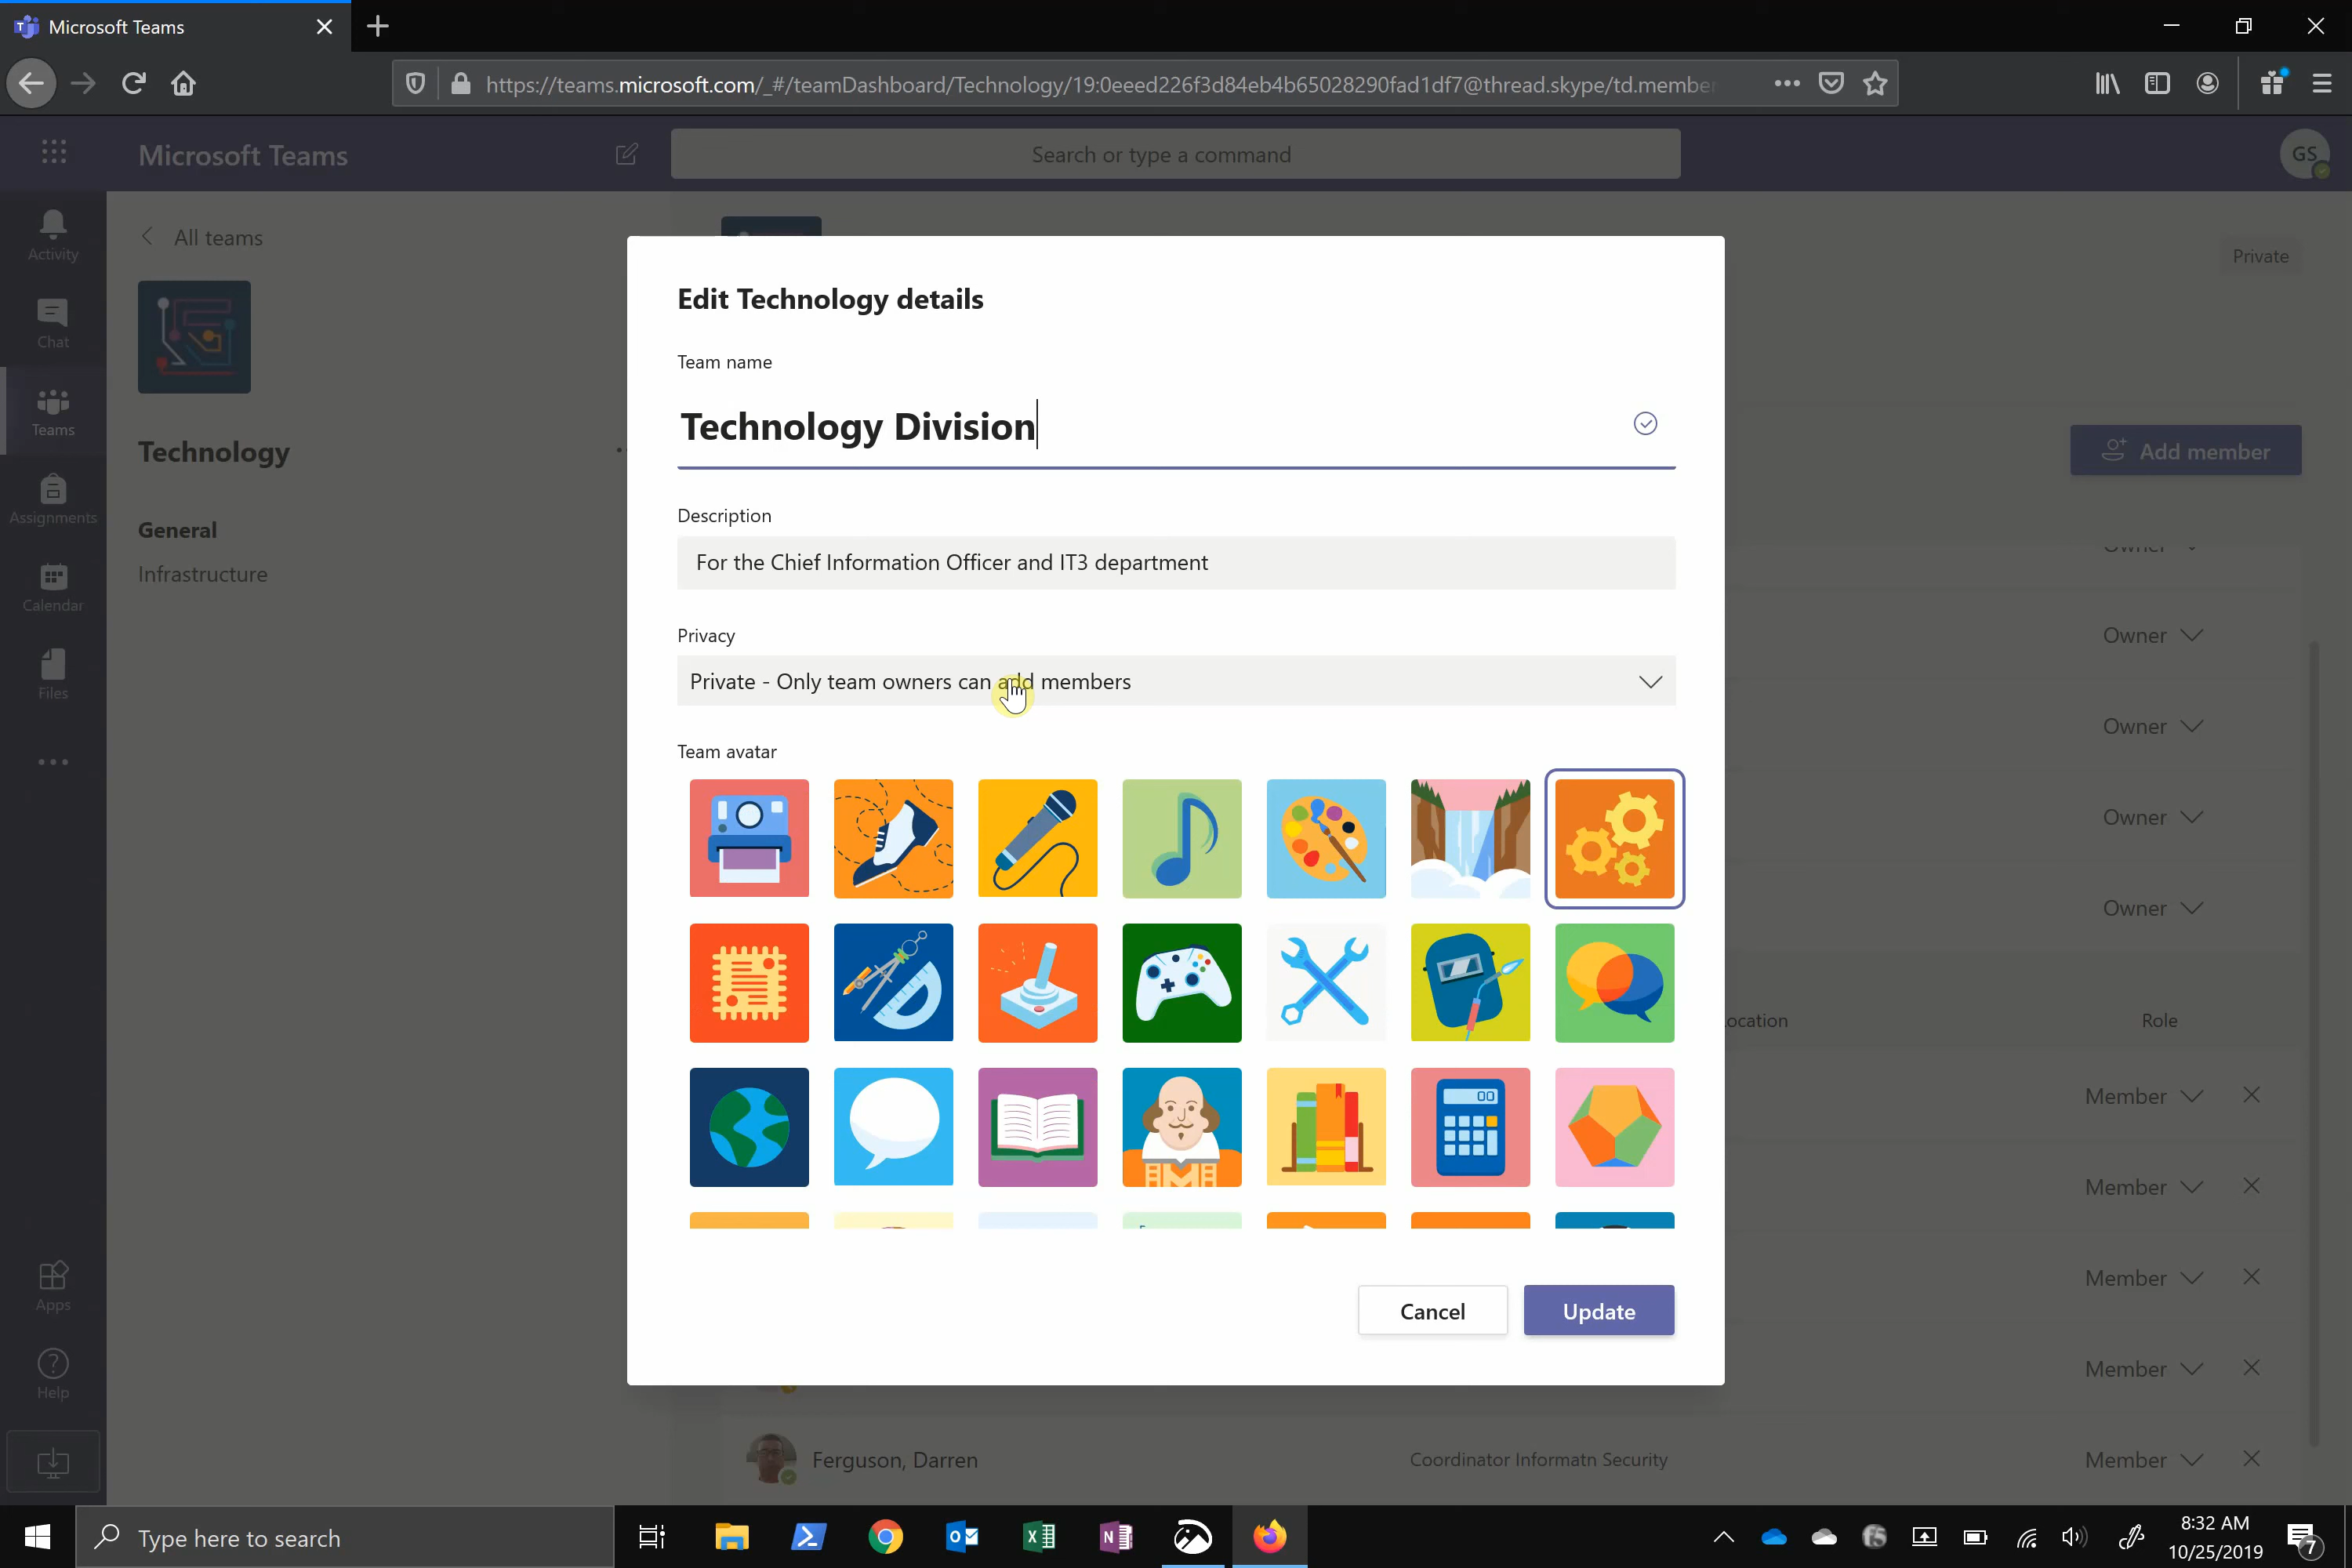 Microsoft Teams
https://teams.microsoft.com/_#/teamDashboard/Technology/19:0eeed226f3d84eb4b65028290fad1df7@thread.skype/td.member
Microsoft Teams
Search or type a command
GS
Activity
Chat
Teams
Assignments
Calendar
Files
Apps
Help
All teams
Technology
General
Infrastructure
Private
Add member
Edit Technology details
Team name
Technology Division
Description
For the Chief Information Officer and IT3 department
Privacy
Private - Only team owners can add members
Team avatar
Cancel
Update
Owner
Owner
Owner
Owner
Owner
Role
Member
Member
Member
Member
Ferguson, Darren
Coordinator Informatn Security
Member
Type here to search
8:32 AM
10/25/2019
7